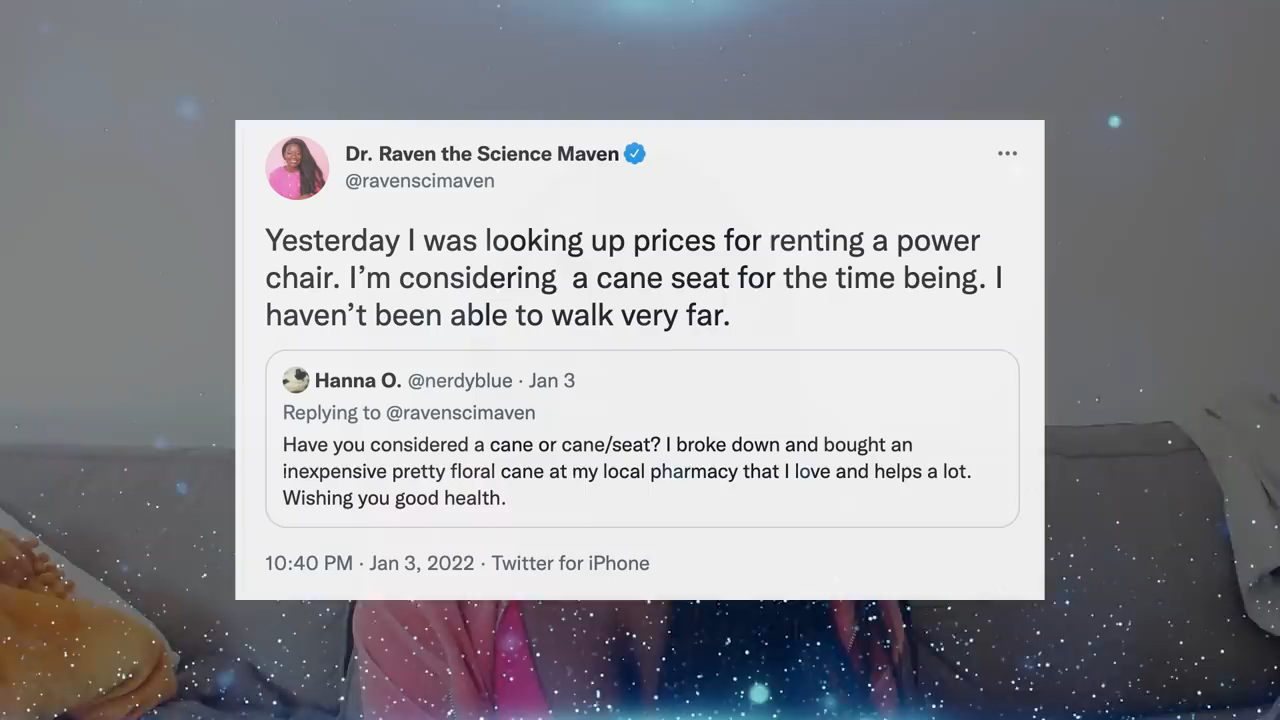 Dr. Raven the Science Maven
@ravenscimaven
Yesterday I was looking up prices for renting a power
chair. I’m considering  a cane seat for the time being. I
haven’t been able to walk very far.
Hanna O. @nerdyblue · Jan 3
Replying to @ravenscimaven
Have you considered a cane or cane/seat? I broke down and bought an
inexpensive pretty floral cane at my local pharmacy that I love and helps a lot.
Wishing you good health.
10:40 PM · Jan 3, 2022 · Twitter for iPhone